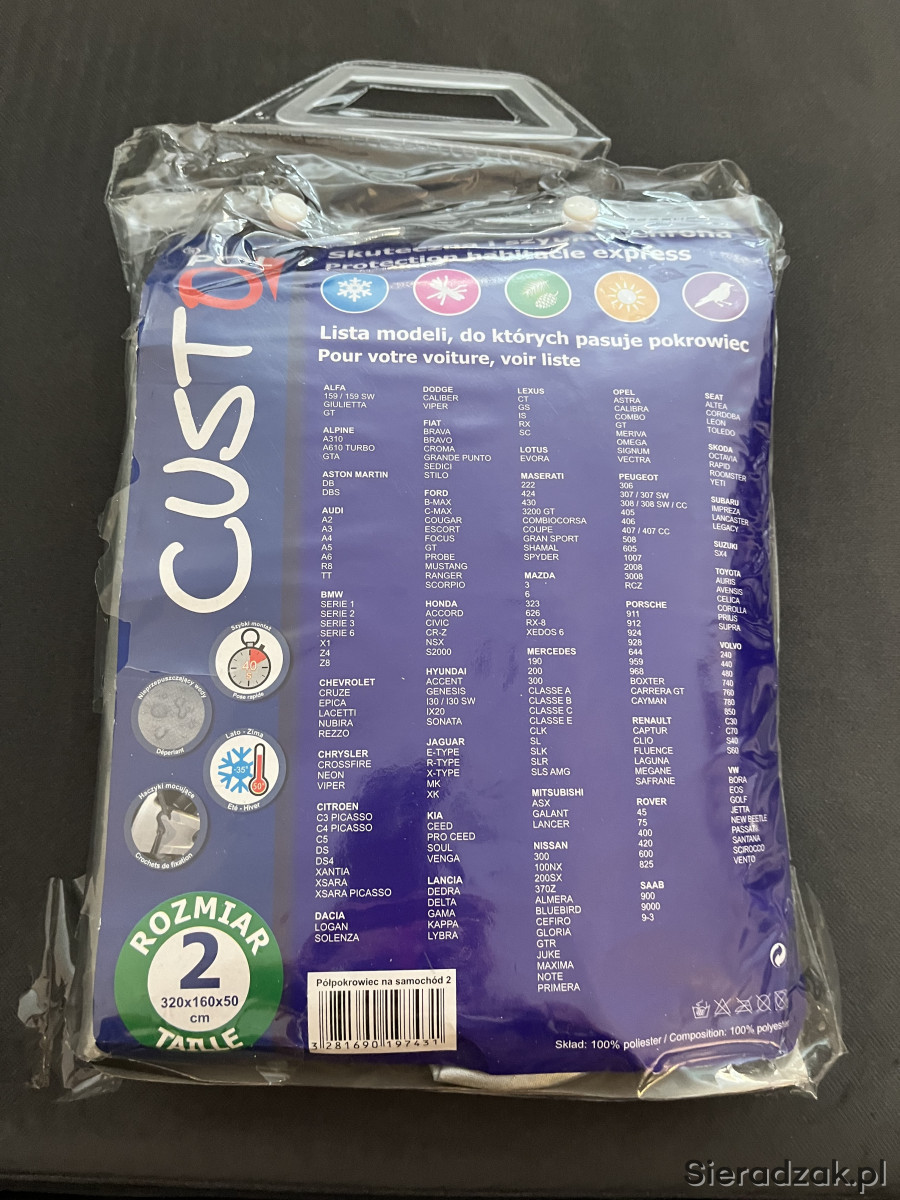 CUSTO
Protection habitacle express
Lista modeli, do których pasuje pokrowiec
Pour votre voiture, voir liste
ALFA
159 / 159 SW
GIULIETTA
GT
ALPINE
A310
A610 TURBO
GTA
ASTON MARTIN
DB
DBS
AUDI
A2
A3
A4
A5
A6
R8
TT
BMW
SERIE 1
SERIE 2
SERIE 3
SERIE 6
X1
Z4
Z8
CHEVROLET
CRUZE
EPICA
LACETTI
NUBIRA
REZZO
CHRYSLER
CROSSFIRE
NEON
VIPER
CITROEN
C3 PICASSO
C4 PICASSO
C5
DS
DS4
XANTIA
XSARA
XSARA PICASSO
DACIA
LOGAN
SOLENZA
DODGE
CALIBER
VIPER
FIAT
BRAVA
BRAVO
CROMA
GRANDE PUNTO
SEDICI
STILO
FORD
B-MAX
C-MAX
COUGAR
ESCORT
FOCUS
GT
PROBE
MUSTANG
RANGER
SCORPIO
HONDA
ACCORD
CIVIC
CR-Z
NSX
S2000
HYUNDAI
ACCENT
GENESIS
I30 / I30 SW
IX20
SONATA
JAGUAR
E-TYPE
R-TYPE
X-TYPE
MK
XK
KIA
CEED
PRO CEED
SOUL
VENGA
LANCIA
DEDRA
DELTA
GAMA
KAPPA
LYBRA
LEXUS
CT
GS
IS
RX
SC
LOTUS
EVORA
MASERATI
222
424
430
3200 GT
COMBIOCORSA
COUPE
GRAN SPORT
SHAMAL
SPYDER
MAZDA
3
6
323
626
RX-8
XEDOS 6
MERCEDES
190
200
300
CLASSE A
CLASSE B
CLASSE C
CLASSE E
CLK
SL
SLK
SLR
SLS AMG
MITSUBISHI
ASX
GALANT
LANCER
NISSAN
300
100NX
200SX
370Z
ALMERA
BLUEBIRD
CEFIRO
GLORIA
GTR
JUKE
MAXIMA
NOTE
PRIMERA
OPEL
ASTRA
CALIBRA
COMBO
GT
MERIVA
OMEGA
SIGNUM
VECTRA
PEUGEOT
306
307 / 307 SW
308 / 308 SW / CC
405
406
407 / 407 CC
508
605
1007
2008
3008
RCZ
PORSCHE
911
912
924
928
644
959
968
BOXTER
CARRERA GT
CAYMAN
RENAULT
CAPTUR
CLIO
FLUENCE
LAGUNA
MEGANE
SAFRANE
ROVER
45
75
400
420
600
825
SAAB
900
9000
9-3
SEAT
ALTEA
CORDOBA
LEON
TOLEDO
SKODA
OCTAVIA
RAPID
ROOMSTER
YETI
SUBARU
IMPREZA
LANCASTER
LEGACY
SUZUKI
SX4
TOYOTA
AURIS
AVENSIS
CELICA
COROLLA
PRIUS
SUPRA
VOLVO
240
440
480
740
760
780
850
C30
C70
S40
S60
VW
BORA
EOS
GOLF
JETTA
NEW BEETLE
PASSAT
SANTANA
SCIROCCO
VENTO
Szybki montaż
40
s
Pose rapide
Nieprzepuszczający wody
Déperlant
Lato - Zima
-35°
50°
Eté - Hiver
Haczyki mocujące
Crochets de fixation
ROZMIAR
2
320x160x50
cm
TAILLE
Półpokrowiec na samochód 2
3 281690 197431
Skład: 100% poliester / Composition: 100% polyester
Sieradzak.pl